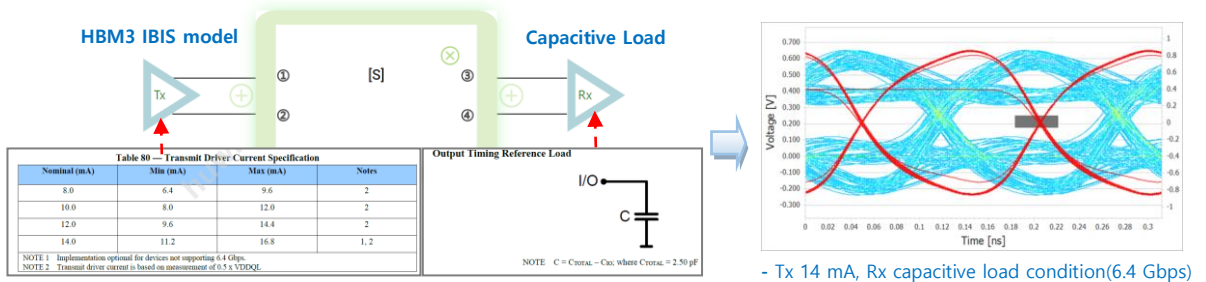 HBM3 IBIS model
Capacitive Load
Tx
①
②
[S]
③
④
Rx
Table 80 — Transmit Driver Current Specification
Nominal (mA) Min (mA) Max (mA) Notes
8.0 6.4 9.6 2
10.0 8.0 12.0 2
12.0 9.6 14.4 2
14.0 11.2 16.8 1, 2
NOTE 1 Implementation optional for devices not supporting 6.4 Gbps.
NOTE 2 Transmit driver current is based on measurement of 0.5 x VDDQL
Output Timing Reference Load
I/O
C
NOTE C = CTOTAL – CIO; where CTOTAL = 2.50 pF
Voltage [V]
0.700
0.600
0.500
0.400
0.300
0.200
0.100
0.000
-0.100
-0.200
-0.300
1
0.8
0.6
0.4
0.2
0
-0.2
-0.4
-0.6
-0.8
-1
0 0.02 0.04 0.05 0.06 0.08 0.1 0.12 0.14 0.15 0.16 0.18 0.2 0.22 0.24 0.25 0.26 0.28 0.3
Time [ns]
- Tx 14 mA, Rx capacitive load condition(6.4 Gbps)